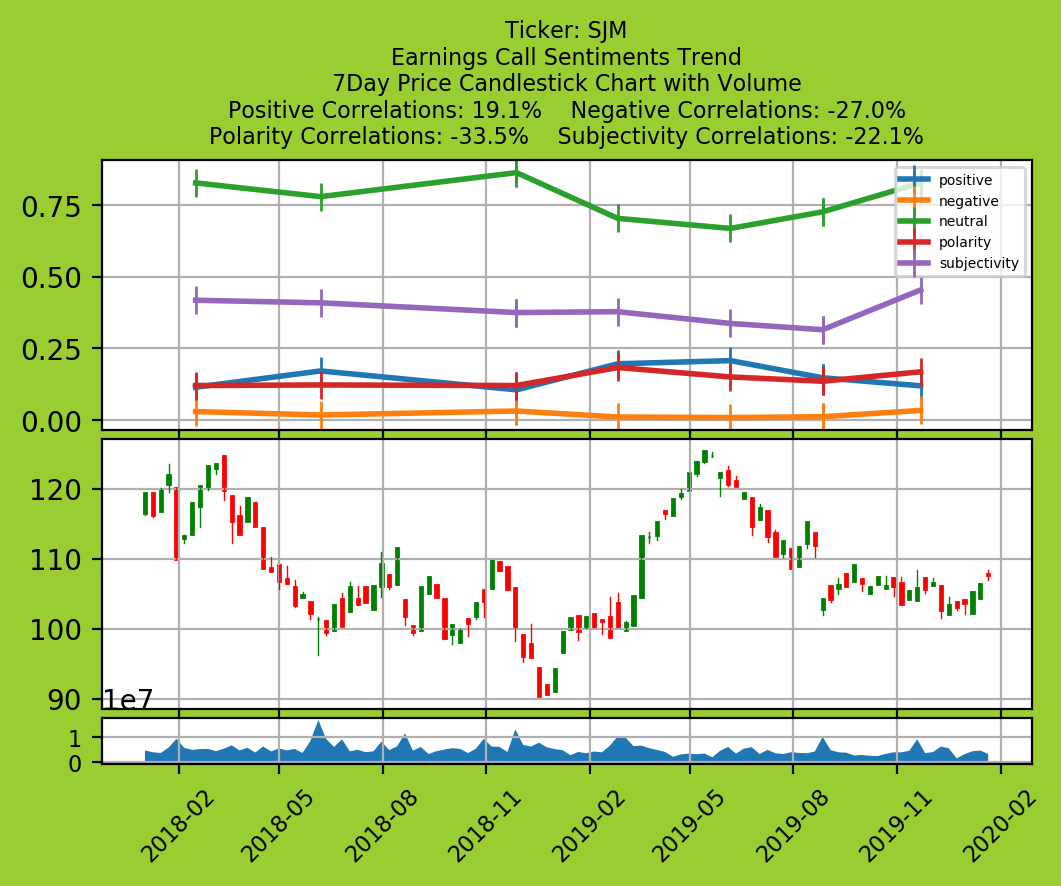 Ticker: SJM
Earnings Call Sentiments Trend
7Day Price Candlestick Chart with Volume
Positive Correlations: 19.1%    Negative Correlations: -27.0%
Polarity Correlations: -33.5%    Subjectivity Correlations: -22.1%
positive
negative
neutral
polarity
subjectivity
0.75
0.50
0.25
0.00
120
110
100
90
1e7
1
0
2018-02
2018-05
2018-08
2018-11
2019-02
2019-05
2019-08
2019-11
2020-02